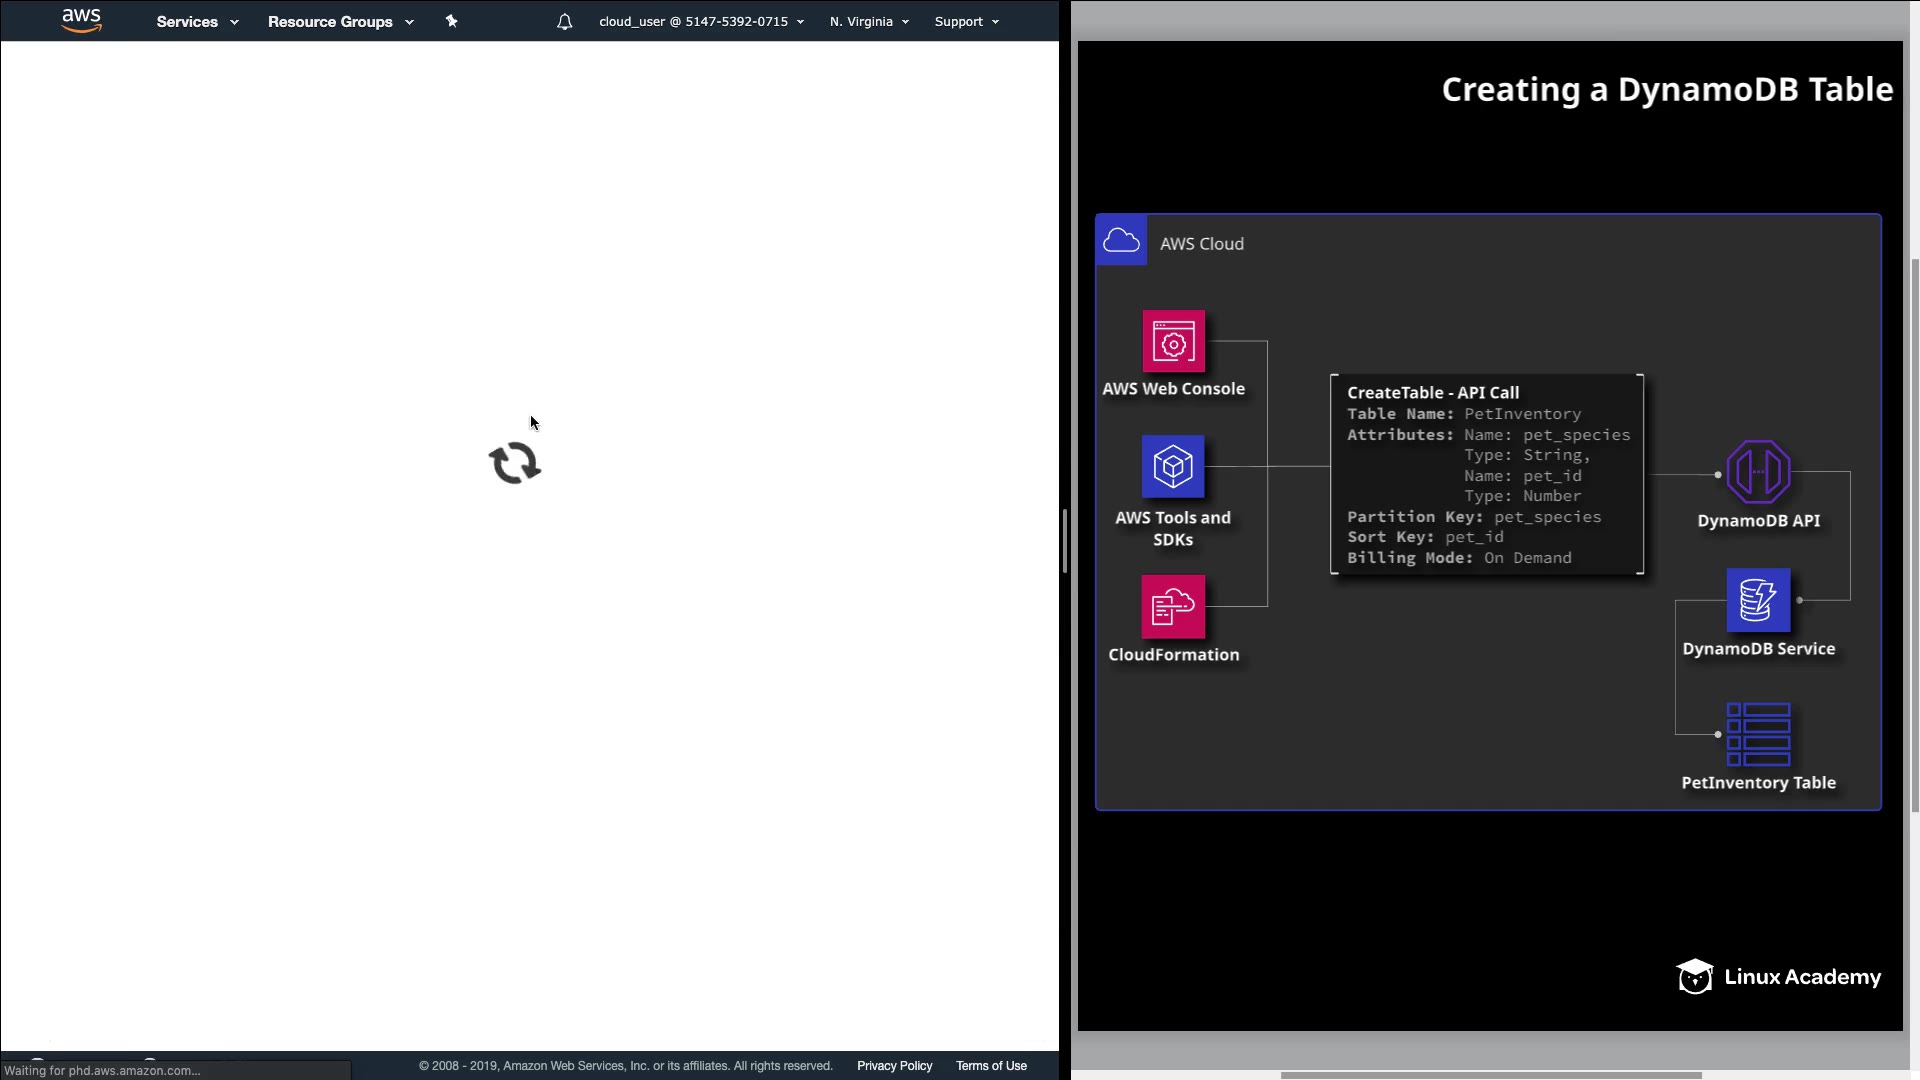 aws
Services
Resource Groups
cloud_user @ 5147-5392-0715
N. Virginia
Support
Waiting for phd.aws.amazon.com...
© 2008 - 2019, Amazon Web Services, Inc. or its affiliates. All rights reserved.
Privacy Policy
Terms of Use
Creating a DynamoDB Table
AWS Cloud
AWS Web Console
AWS Tools and
SDKs
CloudFormation
CreateTable - API Call
Table Name: PetInventory
Attributes: Name: pet_species
Type: String,
Name: pet_id
Type: Number
Partition Key: pet_species
Sort Key: pet_id
Billing Mode: On Demand
DynamoDB API
DynamoDB Service
PetInventory Table
Linux Academy